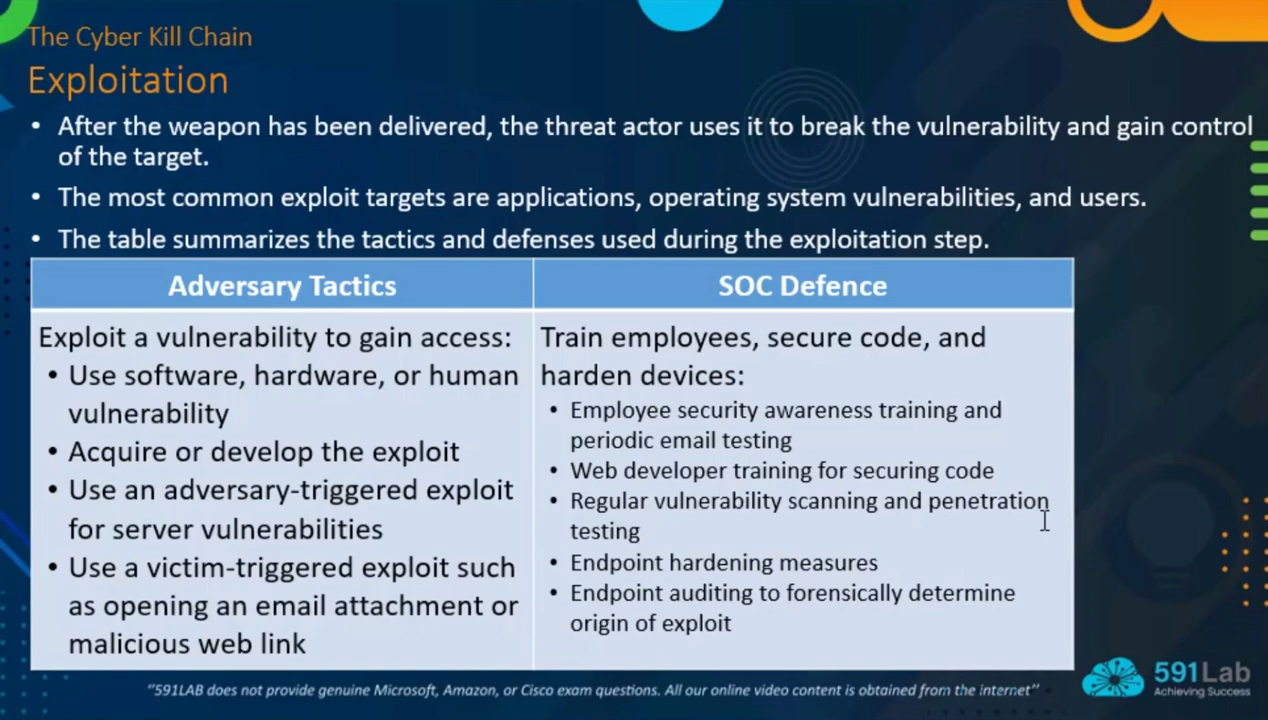 The Cyber Kill Chain
Exploitation
• After the weapon has been delivered, the threat actor uses it to break the vulnerability and gain control
of the target.
• The most common exploit targets are applications, operating system vulnerabilities, and users.
• The table summarizes the tactics and defenses used during the exploitation step.
Adversary Tactics
Exploit a vulnerability to gain access:
• Use software, hardware, or human
vulnerability
• Acquire or develop the exploit
• Use an adversary-triggered exploit
for server vulnerabilities
• Use a victim-triggered exploit such
as opening an email attachment or
malicious web link
SOC Defence
Train employees, secure code, and
harden devices:
• Employee security awareness training and
periodic email testing
• Web developer training for securing code
• Regular vulnerability scanning and penetration
testing
• Endpoint hardening measures
• Endpoint auditing to forensically determine
origin of exploit
"591LAB does not provide genuine Microsoft, Amazon, or Cisco exam questions. All our online video content is obtained from the internet"
591Lab
Achieving Success